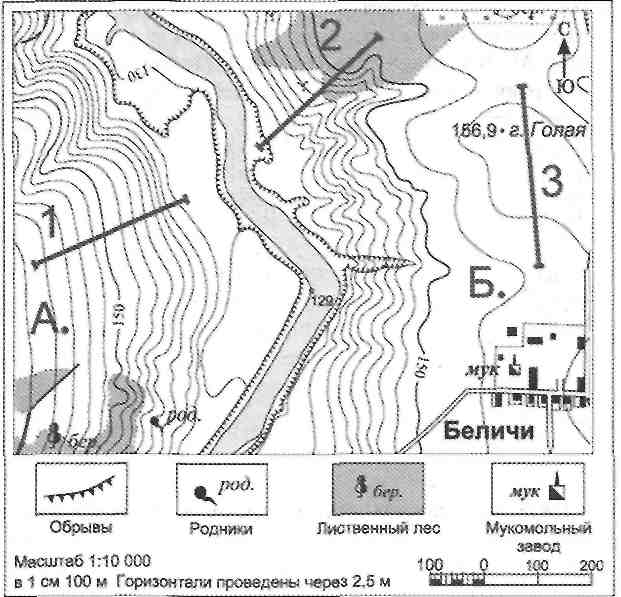 2
С
Ю
130
156,9 · г. Голая
3
1
Б.
129
А.
150
150
мук
род.
бер.
Беличи
род.
бер.
мук
Обрывы
Родники
Лиственный лес
Мукомольный
завод
Масштаб 1:10 000
в 1 см 100 м Горизонтали проведены через 2.5 м
100 0 100 200